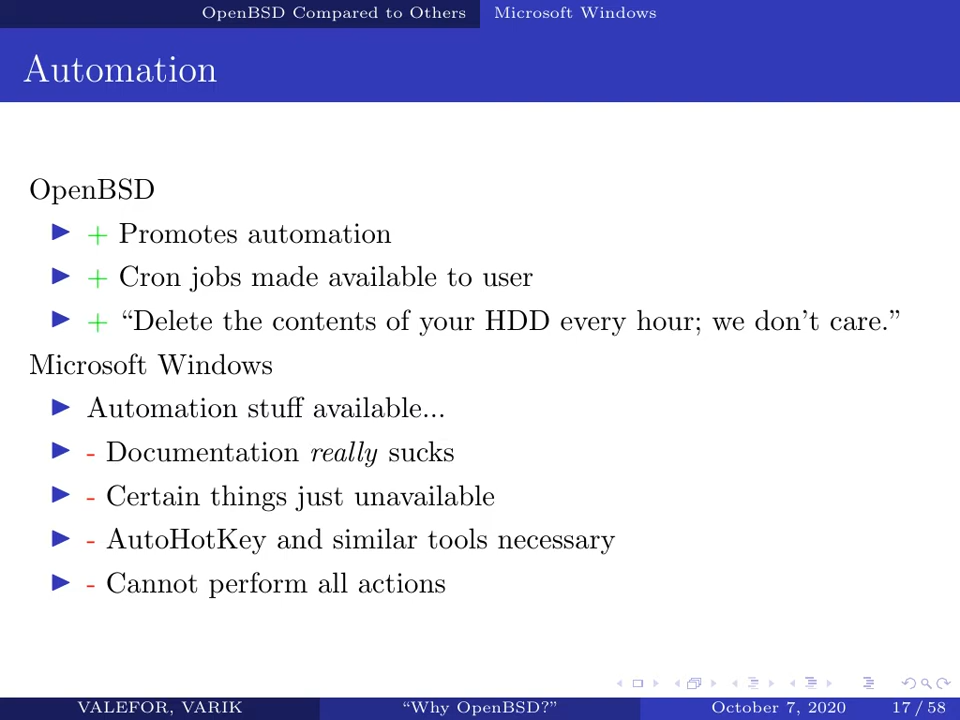 OpenBSD Compared to Others Microsoft Windows
Automation
OpenBSD
+ Promotes automation
+ Cron jobs made available to user
+ “Delete the contents of your HDD every hour; we don’t care.”
Microsoft Windows
Automation stuff available...
- Documentation really sucks
- Certain things just unavailable
- AutoHotKey and similar tools necessary
- Cannot perform all actions
VALEFOR, VARIK “Why OpenBSD?” October 7, 2020 17 / 58